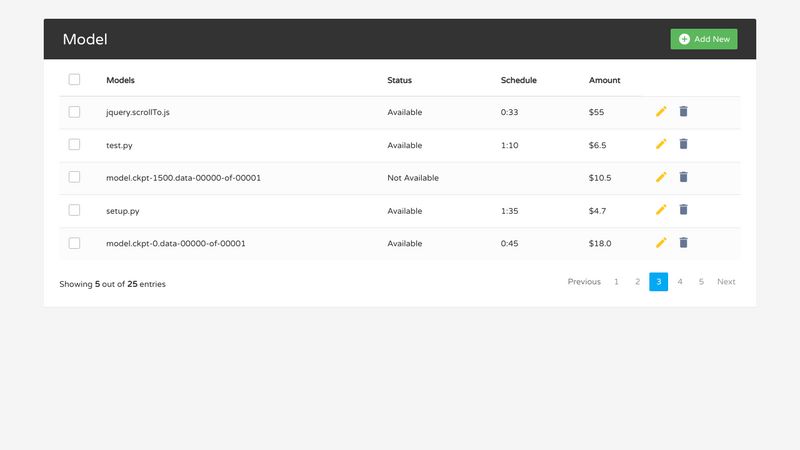 Model
Add New
Models Status Schedule Amount
jquery.scrollTo.js Available 0:33 $55
test.py Available 1:10 $6.5
model.ckpt-1500.data-00000-of-00001 Not Available $10.5
setup.py Available 1:35 $4.7
model.ckpt-0.data-00000-of-00001 Available 0:45 $18.0
Showing 5 out of 25 entries
Previous 1 2 3 4 5 Next